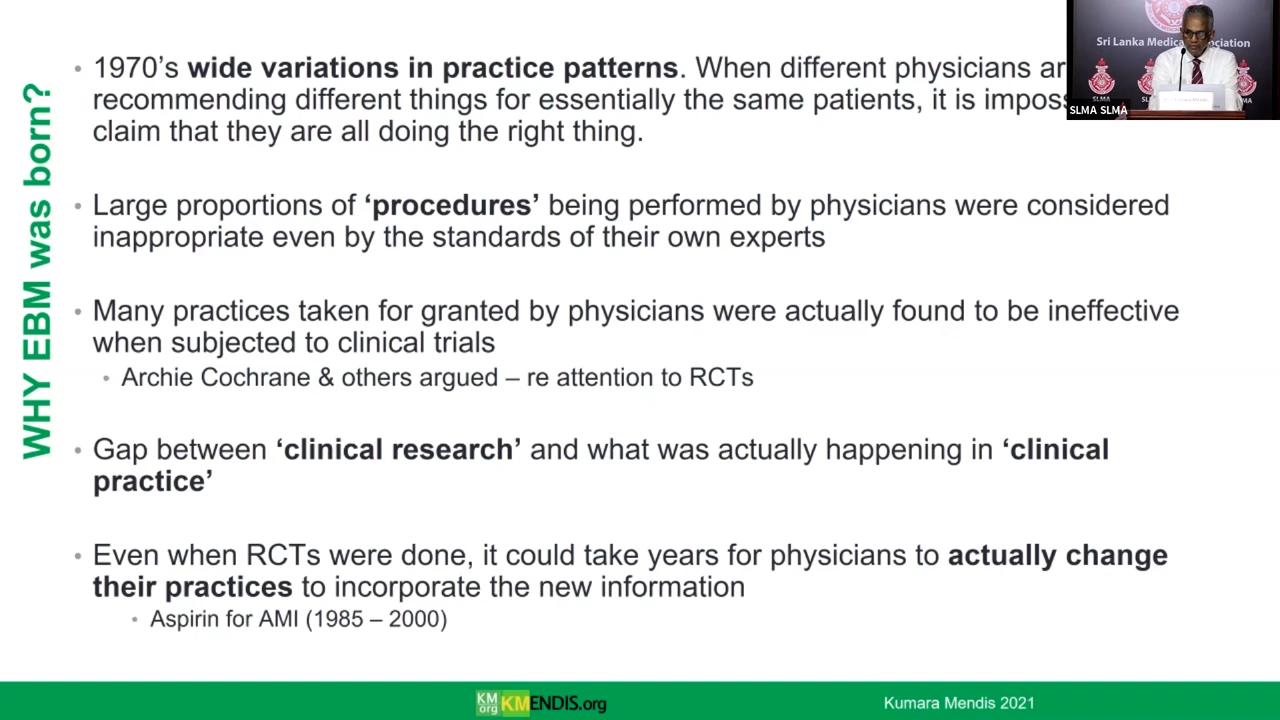 WHY EBM was born?
• 1970’s wide variations in practice patterns. When different physicians
recommending different things for essentially the same patients, it is
claim that they are all doing the right thing.
• Large proportions of ‘procedures’ being performed by physicians were considered
inappropriate even by the standards of their own experts
• Many practices taken for granted by physicians were actually found to be ineffective
when subjected to clinical trials
• Archie Cochrane & others argued – re attention to RCTs
• Gap between ‘clinical research’ and what was actually happening in ‘clinical
practice’
• Even when RCTs were done, it could take years for physicians to actually change
their practices to incorporate the new information
• Aspirin for AMI (1985 – 2000)
Sri Lanka Medical Association
SLMA
SLMA SLMA
KM
org
KMENDIS.org
Kumara Mendis 2021